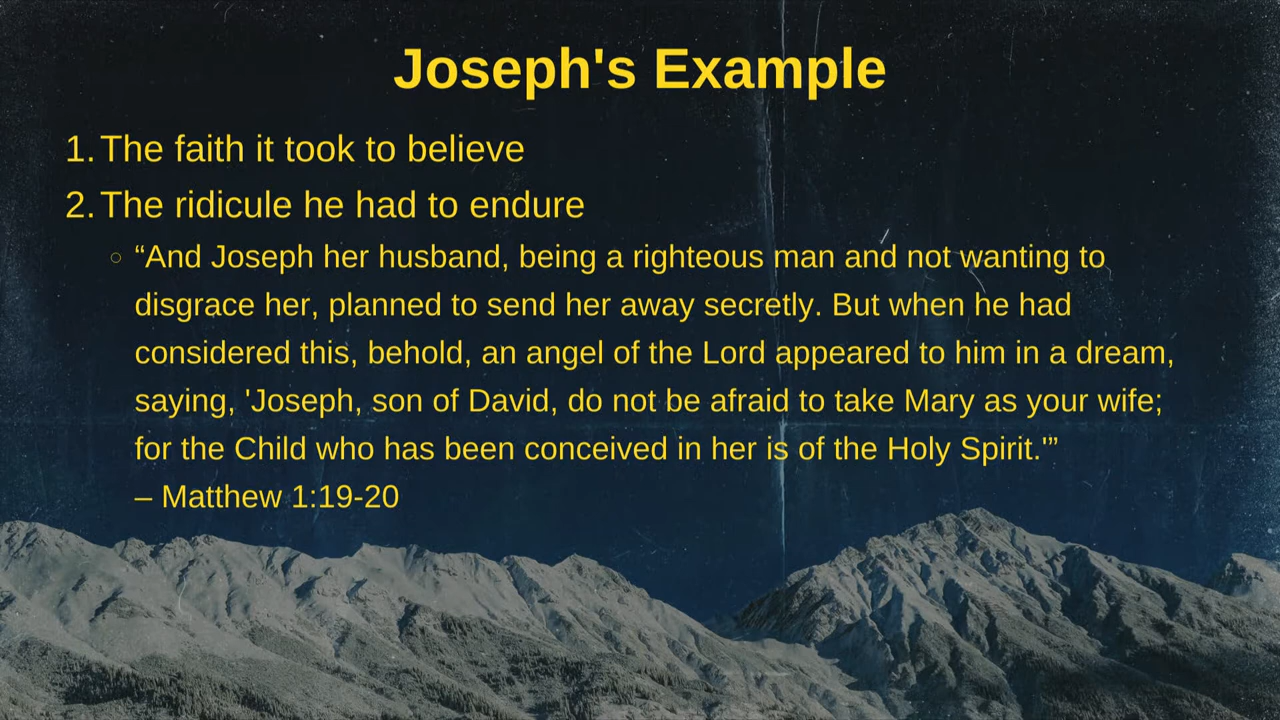 Joseph's Example
1. The faith it took to believe
2. The ridicule he had to endure
○ “And Joseph her husband, being a righteous man and not wanting to
disgrace her, planned to send her away secretly. But when he had
considered this, behold, an angel of the Lord appeared to him in a dream,
saying, 'Joseph, son of David, do not be afraid to take Mary as your wife;
for the Child who has been conceived in her is of the Holy Spirit.'”
– Matthew 1:19-20